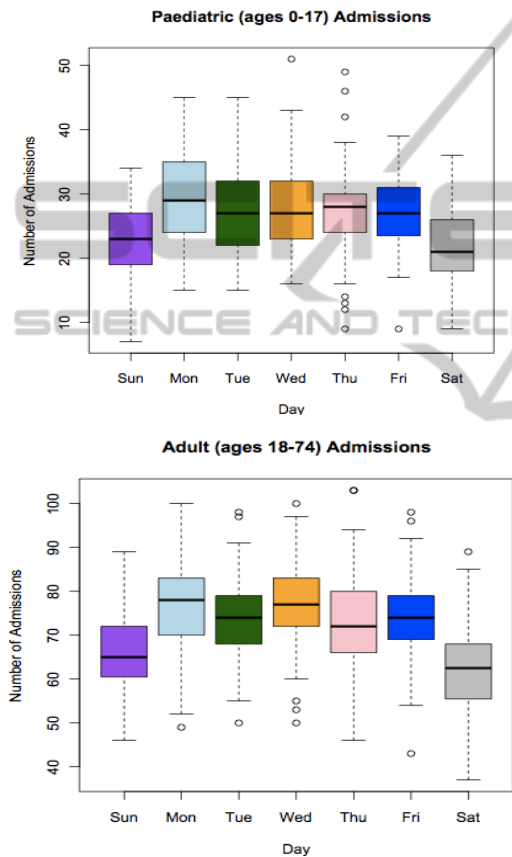 Paediatric (ages 0-17) Admissions
Number of Admissions
50
40
30
20
10
SCIENCE AND TECH
Sun Mon Tue Wed Thu Fri Sat
Day
Adult (ages 18-74) Admissions
Number of Admissions
100
90
80
70
60
50
40
Sun Mon Tue Wed Thu Fri Sat
Day